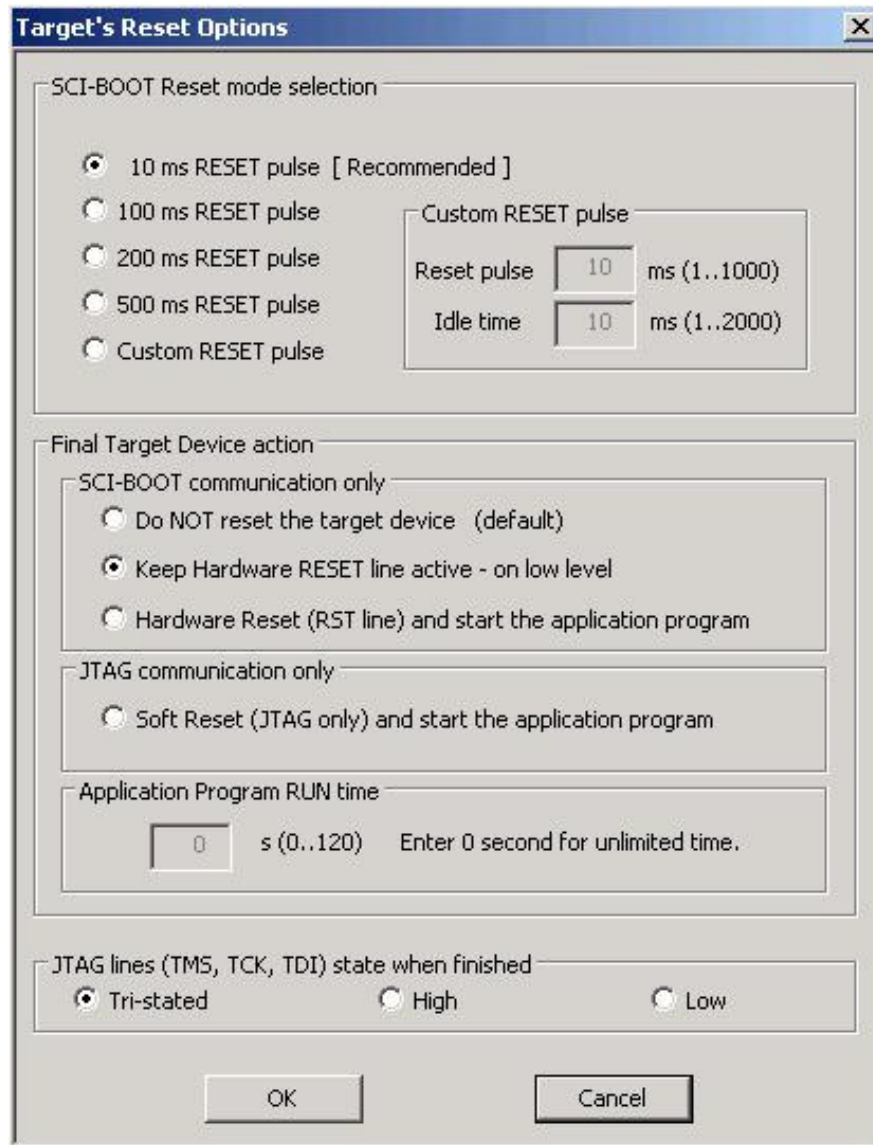 Target's Reset Options
SCI-BOOT Reset mode selection
10 ms RESET pulse [ Recommended ]
100 ms RESET pulse
200 ms RESET pulse
500 ms RESET pulse
Custom RESET pulse
Custom RESET pulse
Reset pulse 10 ms (1..1000)
Idle time 10 ms (1..2000)
Final Target Device action
SCI-BOOT communication only
Do NOT reset the target device (default)
Keep Hardware RESET line active - on low level
Hardware Reset (RST line) and start the application program
JTAG communication only
Soft Reset (JTAG only) and start the application program
Application Program RUN time
0 s (0..120) Enter 0 second for unlimited time.
JTAG lines (TMS, TCK, TDI) state when finished
Tri-stated High Low
OK Cancel